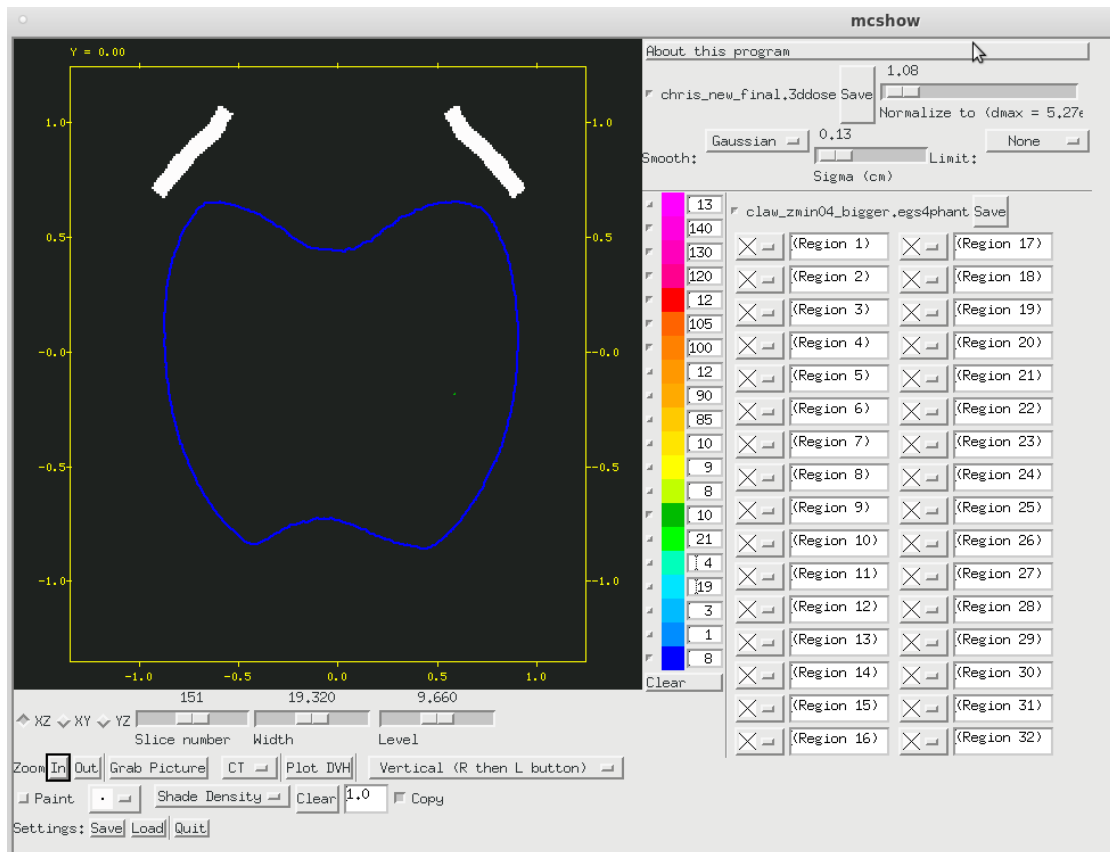 mcshow
Y = 0.00
1.0
0.5
-0.0
-0.5
-1.0
-1.0
-0.5
0.0
0.5
1.0
1.0
0.5
-0.0
-0.5
-1.0
About this program
chris_new_final.3ddose Save
1.08
Normalize to (dmax = 5.27e
Smooth: Gaussian
0.13
Sigma (cm)
Limit: None
13
140
130
120
12
105
100
12
90
85
10
9
8
10
21
4
19
3
1
8
Clear
claw_zmin04_bigger.egs4phant Save
(Region 1) (Region 17)
(Region 2) (Region 18)
(Region 3) (Region 19)
(Region 4) (Region 20)
(Region 5) (Region 21)
(Region 6) (Region 22)
(Region 7) (Region 23)
(Region 8) (Region 24)
(Region 9) (Region 25)
(Region 10) (Region 26)
(Region 11) (Region 27)
(Region 12) (Region 28)
(Region 13) (Region 29)
(Region 14) (Region 30)
(Region 15) (Region 31)
(Region 16) (Region 32)
151 19.320 9.660
XZ XY YZ
Slice number Width Level
Zoom In Out Grab Picture CT Plot DVH Vertical (R then L button)
Paint Shade Density Clear 1.0 Copy
Settings: Save Load Quit